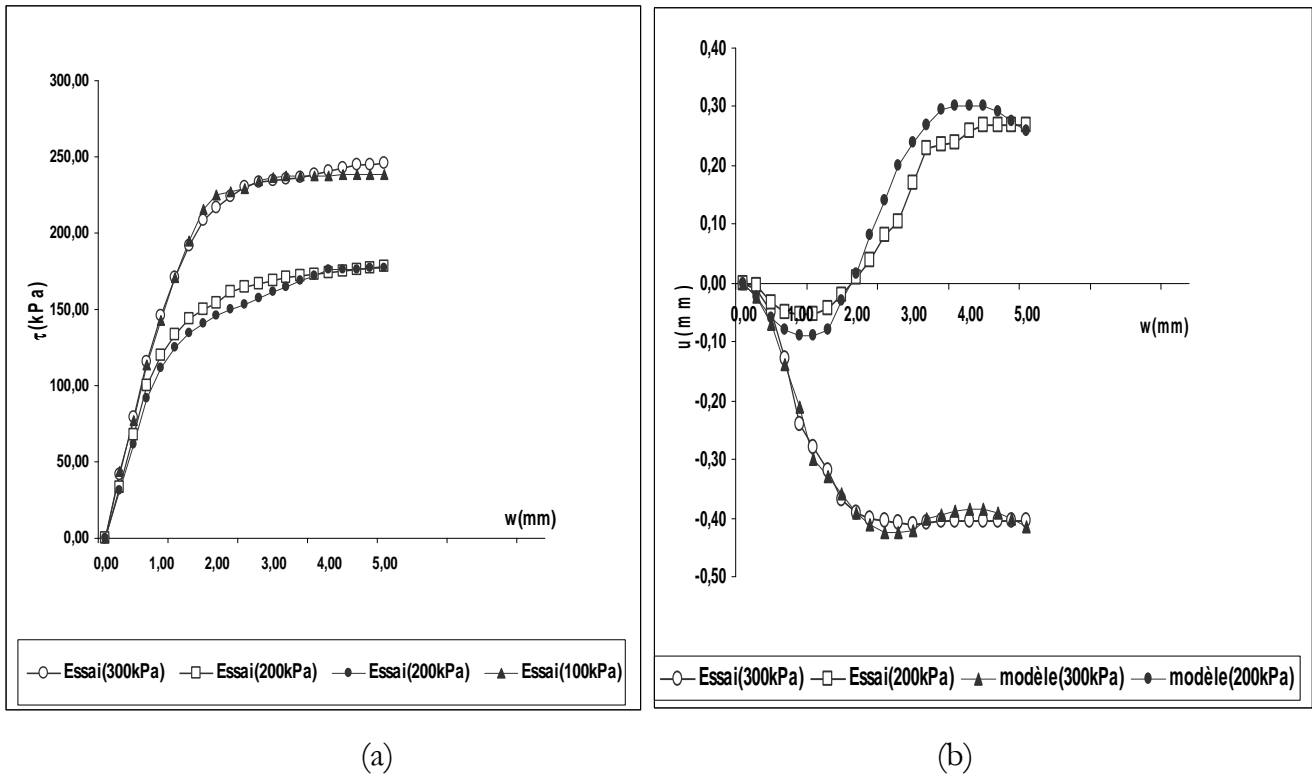 300,00
250,00
200,00
150,00
100,00
50,00
0,00
τ(kPa)
w(mm)
0,00 1,00 2,00 3,00 4,00 5,00
Essai(300kPa) Essai(200kPa) Essai(200kPa) Essai(100kPa)
(a)
0,40
0,30
0,20
0,10
0,00
-0,10
-0,20
-0,30
-0,40
-0,50
u(mm)
0,00 1,00 2,00 3,00 4,00 5,00
w(mm)
Essai(300kPa) Essai(200kPa) modèle(300kPa) modèle(200kPa)
(b)